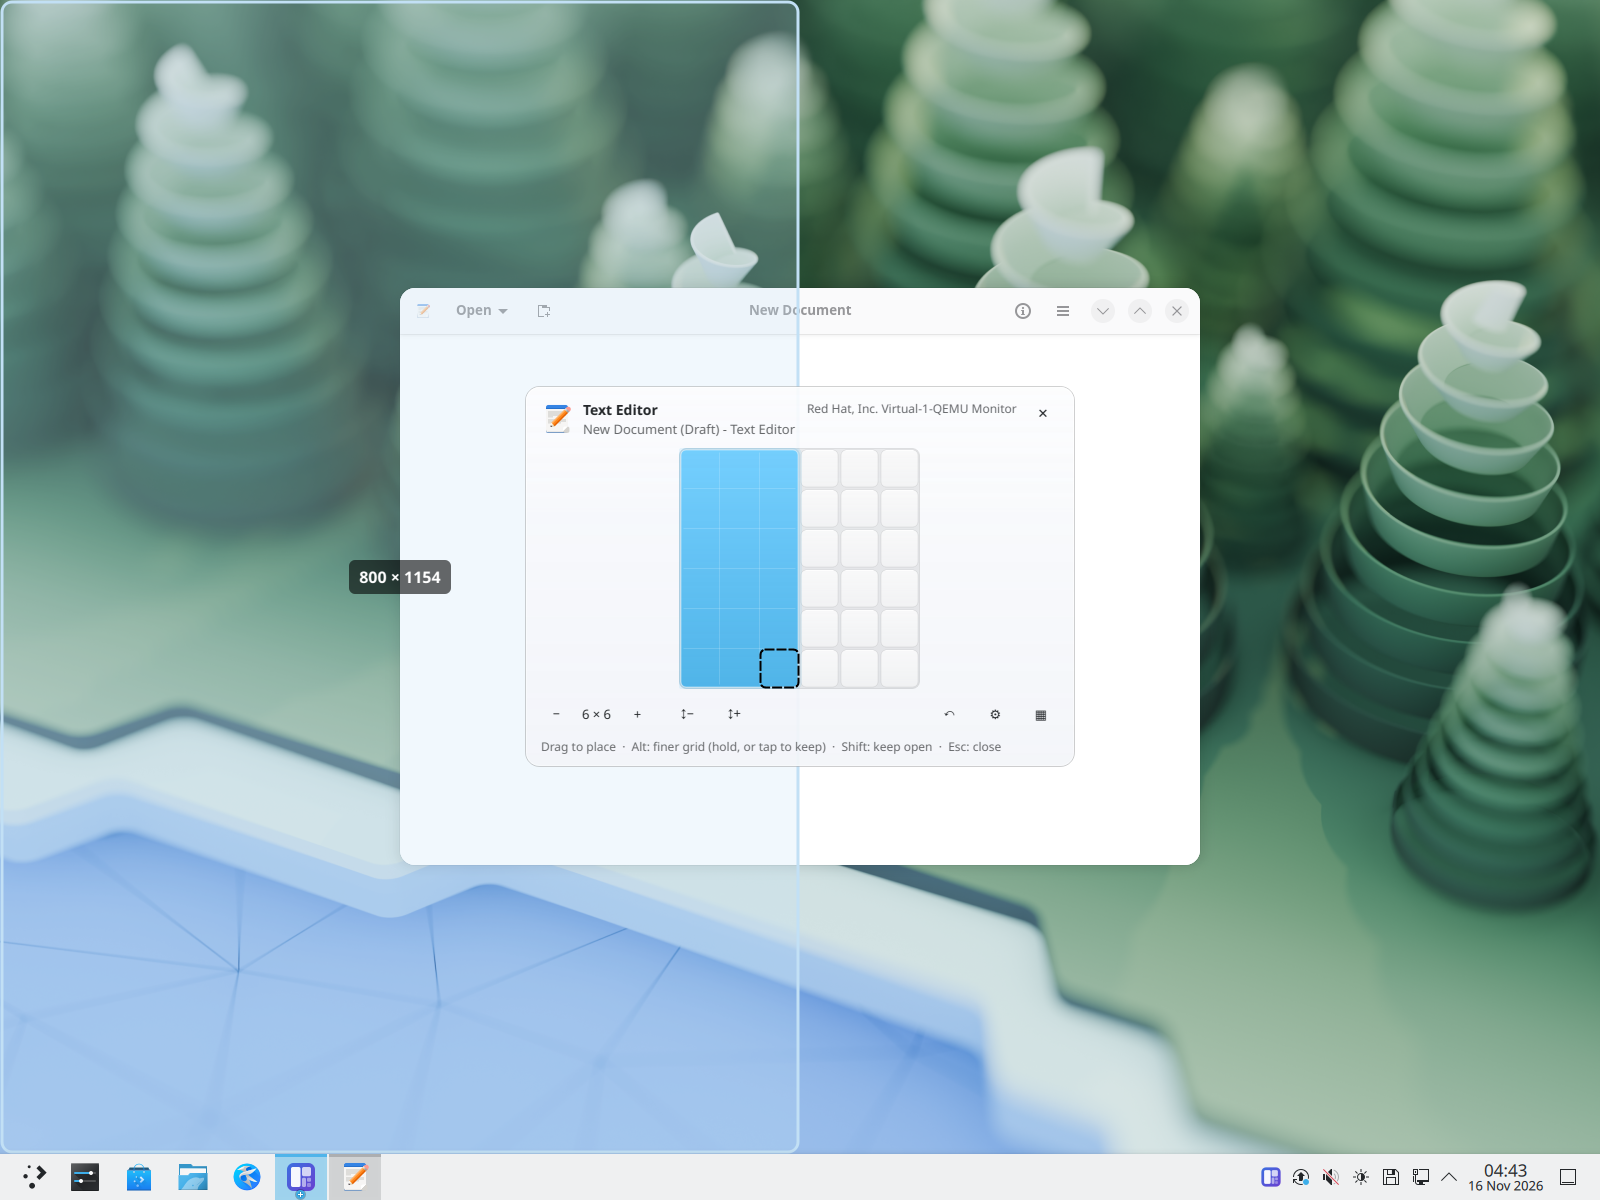 Open
New Document
Text Editor
New Document (Draft) - Text Editor
Red Hat, Inc. Virtual-1-QEMU Monitor
800 × 1154
− 6 × 6 +
Drag to place · Alt: finer grid (hold, or tap to keep) · Shift: keep open · Esc: close
04:43
16 Nov 2026